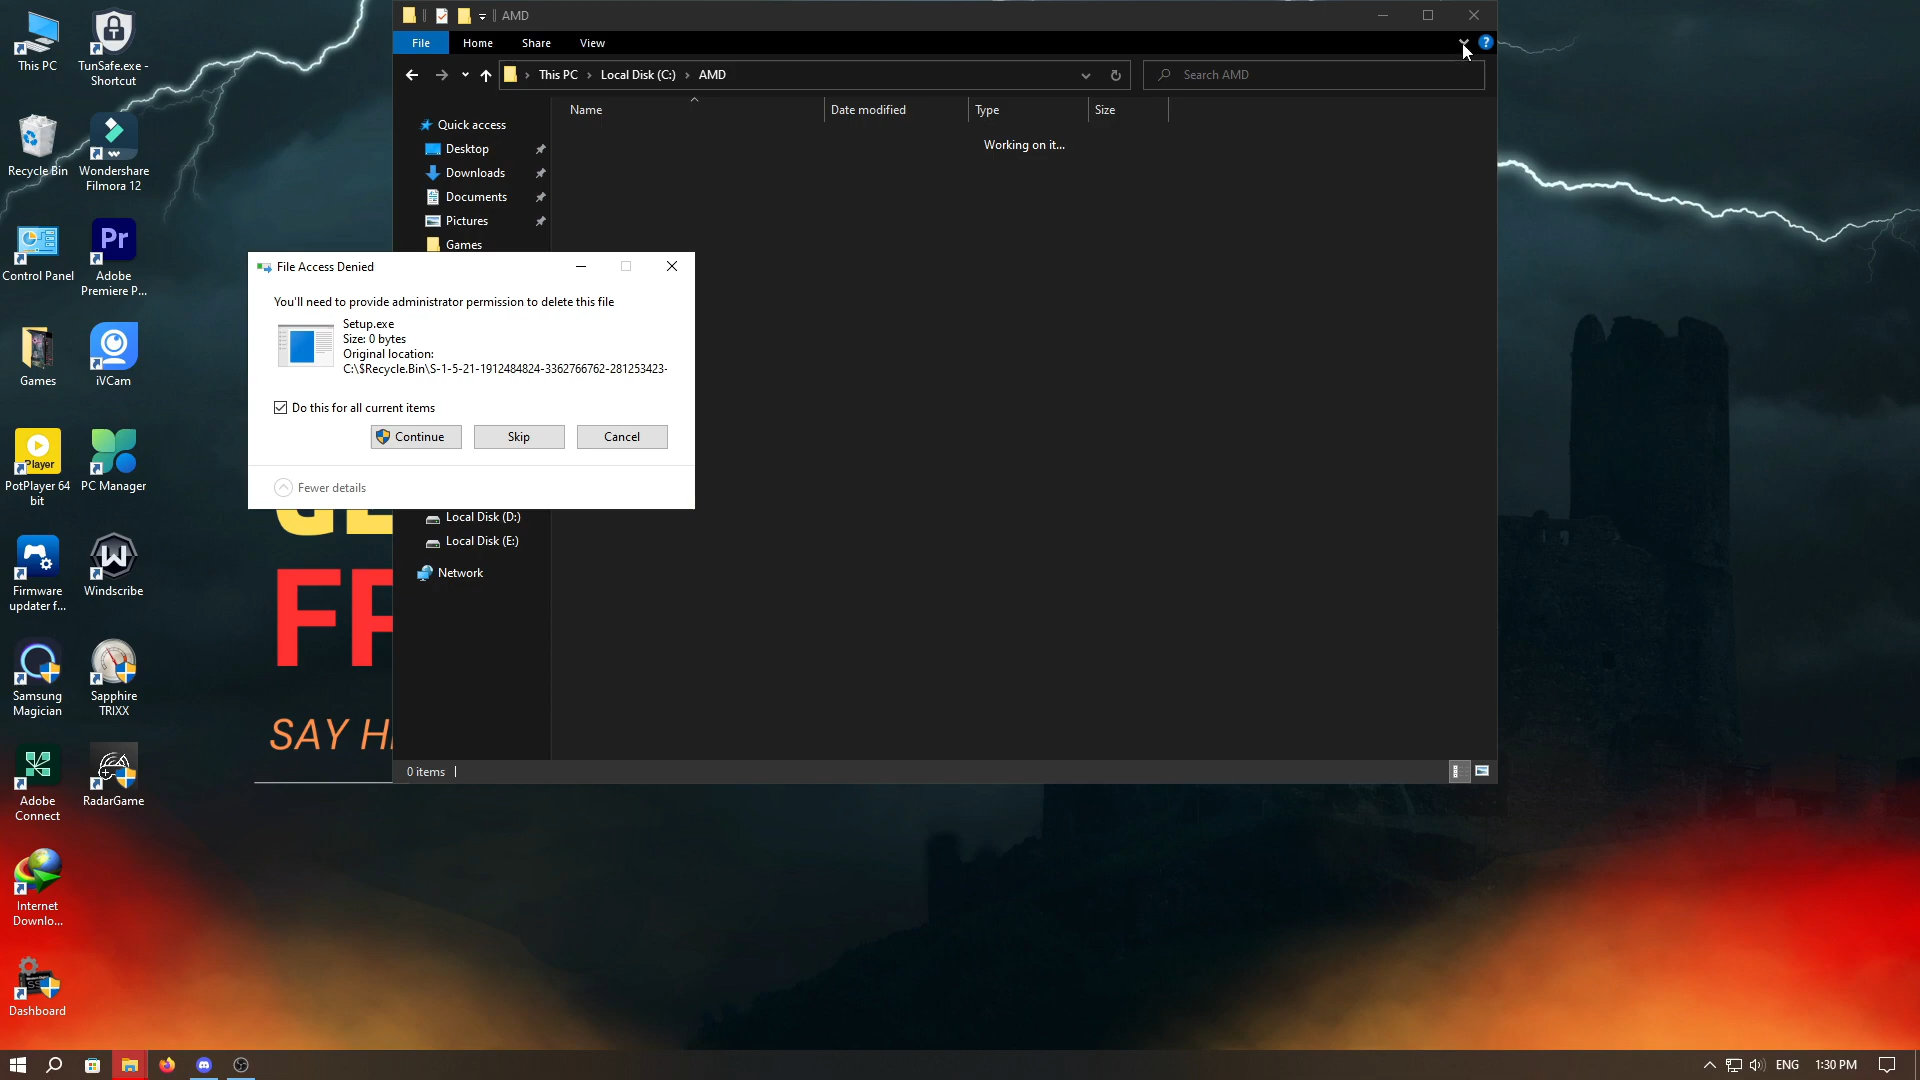 This PC
TunSafe.exe -
Shortcut
Recycle Bin
Wondershare
Filmora 12
Control Panel
Pr
Adobe
Premiere P...
Games
iVCam
Player
PotPlayer 64
bit
PC Manager
Firmware
updater f...
Windscribe
Samsung
Magician
Sapphire
TRIXX
Adobe
Connect
RadarGame
Internet
Downlo...
Dashboard
AMD
File
Home
Share
View
This PC
Local Disk (C:)
AMD
Search AMD
Name
Date modified
Type
Size
Working on it...
Quick access
Desktop
Downloads
Documents
Pictures
Games
File Access Denied
You'll need to provide administrator permission to delete this file
Setup.exe
Size: 0 bytes
Original location:
C:\$Recycle.Bin\S-1-5-21-1912484824-3362766762-281253423-
Do this for all current items
Continue
Skip
Cancel
Fewer details
Local Disk (D:)
Local Disk (E:)
Network
SAY H
0 items
ENG
1:30 PM